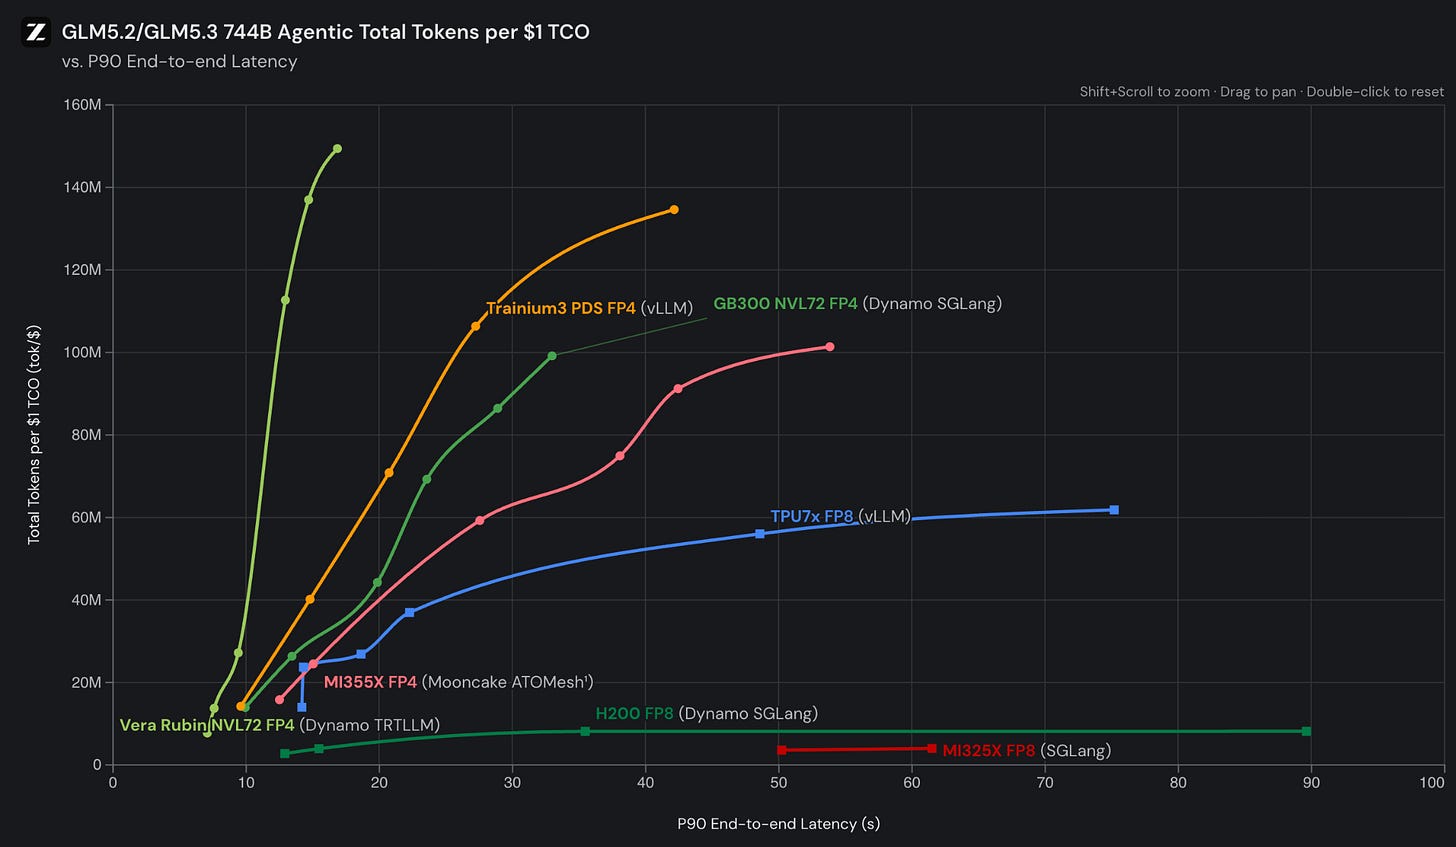 GLM5.2/GLM5.3 744B Agentic Total Tokens per $1 TCO
vs. P90 End-to-end Latency
Shift+Scroll to zoom · Drag to pan · Double-click to reset
160M
140M
120M
100M
80M
60M
40M
20M
0
Total Tokens per $1 TCO (tok/$)
Trainium3 PDS FP4 (vLLM)
GB300 NVL72 FP4 (Dynamo SGLang)
TPU7x FP8 (vLLM)
MI355X FP4 (Mooncake ATOMesh¹)
Vera Rubin NVL72 FP4 (Dynamo TRTLLM)
H200 FP8 (Dynamo SGLang)
MI325X FP8 (SGLang)
0 10 20 30 40 50 60 70 80 90 100
P90 End-to-end Latency (s)